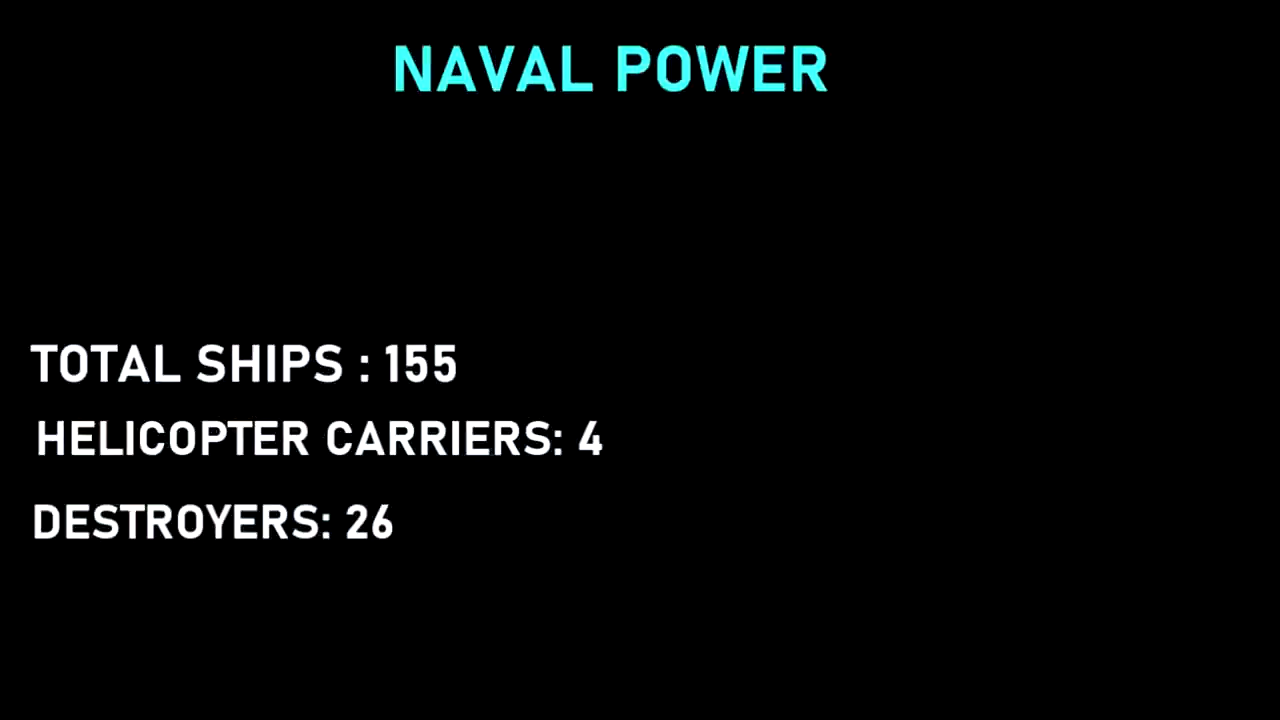 NAVAL POWER
TOTAL SHIPS : 155
HELICOPTER CARRIERS: 4
DESTROYERS: 26